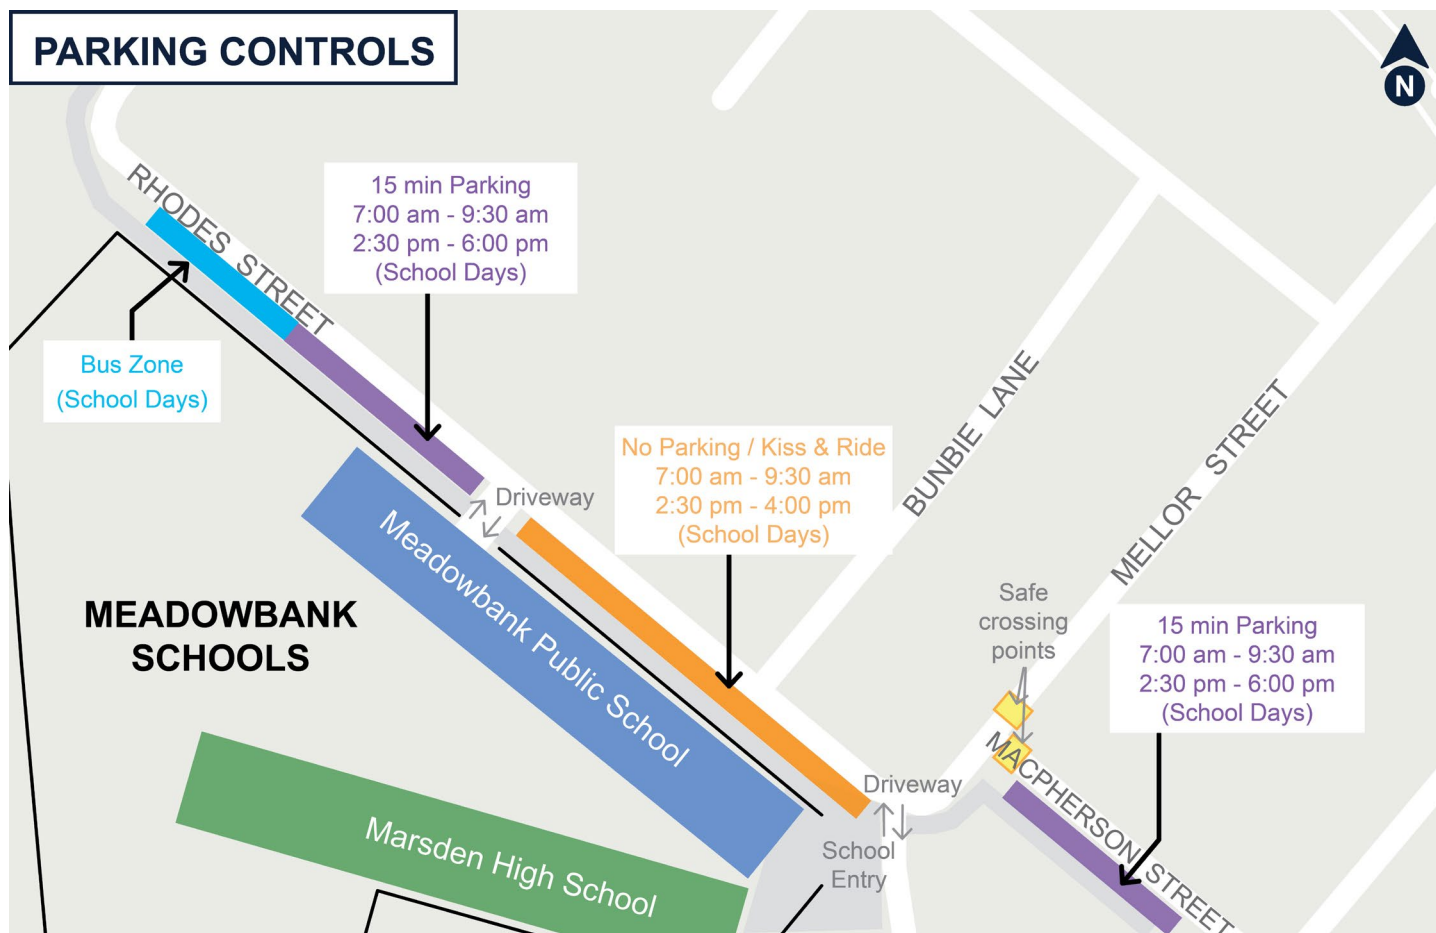 PARKING CONTROLS
N
RHODES STREET
15 min Parking
7:00 am - 9:30 am
2:30 pm - 6:00 pm
(School Days)
Bus Zone
(School Days)
No Parking / Kiss & Ride
7:00 am - 9:30 am
2:30 pm - 4:00 pm
(School Days)
Driveway
BUNBIE LANE
MELLOR STREET
Meadowbank Public School
MEADOWBANK
SCHOOLS
Safe
crossing
points
15 min Parking
7:00 am - 9:30 am
2:30 pm - 6:00 pm
(School Days)
MACPHERSON STREET
Driveway
School
Entry
Marsden High School